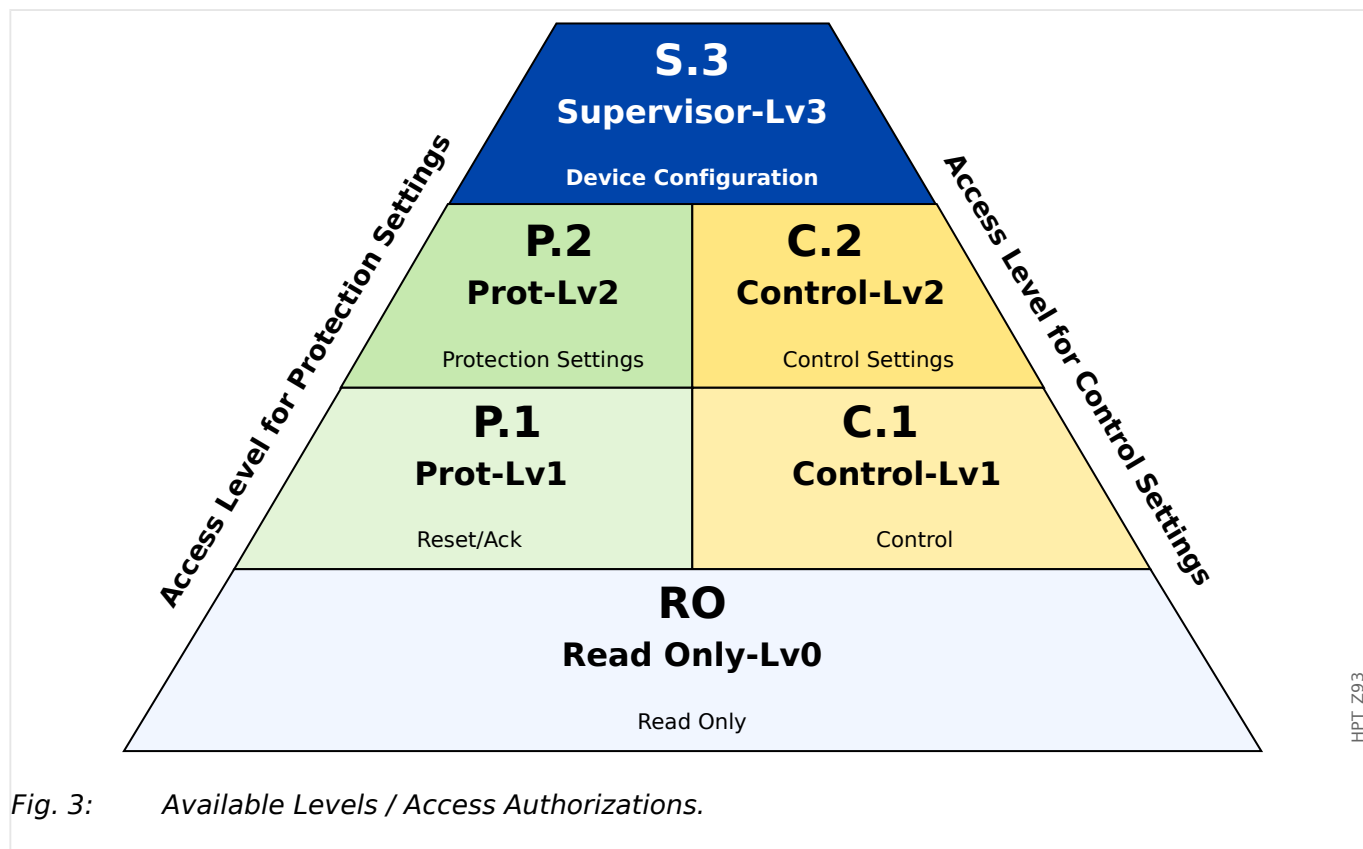 S.3
Supervisor-Lv3
Device Configuration
Access Level for Protection Settings
Access Level for Control Settings
P.2
Prot-Lv2
Protection Settings
C.2
Control-Lv2
Control Settings
P.1
Prot-Lv1
Reset/Ack
C.1
Control-Lv1
Control
RO
Read Only-Lv0
Read Only
HPT_Z93
Fig. 3: Available Levels / Access Authorizations.